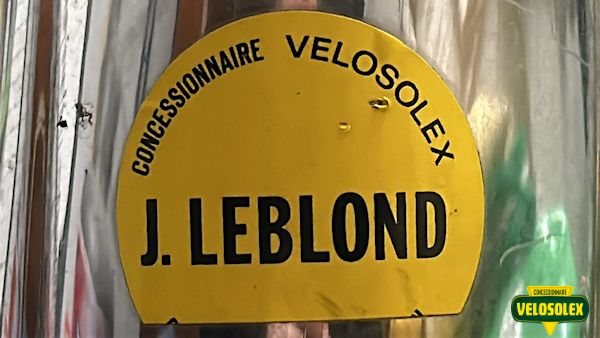 CONCESSIONNAIRE VELOSOLEX
J. LEBLOND
CONCESSIONNAIRE
VELOSOLEX